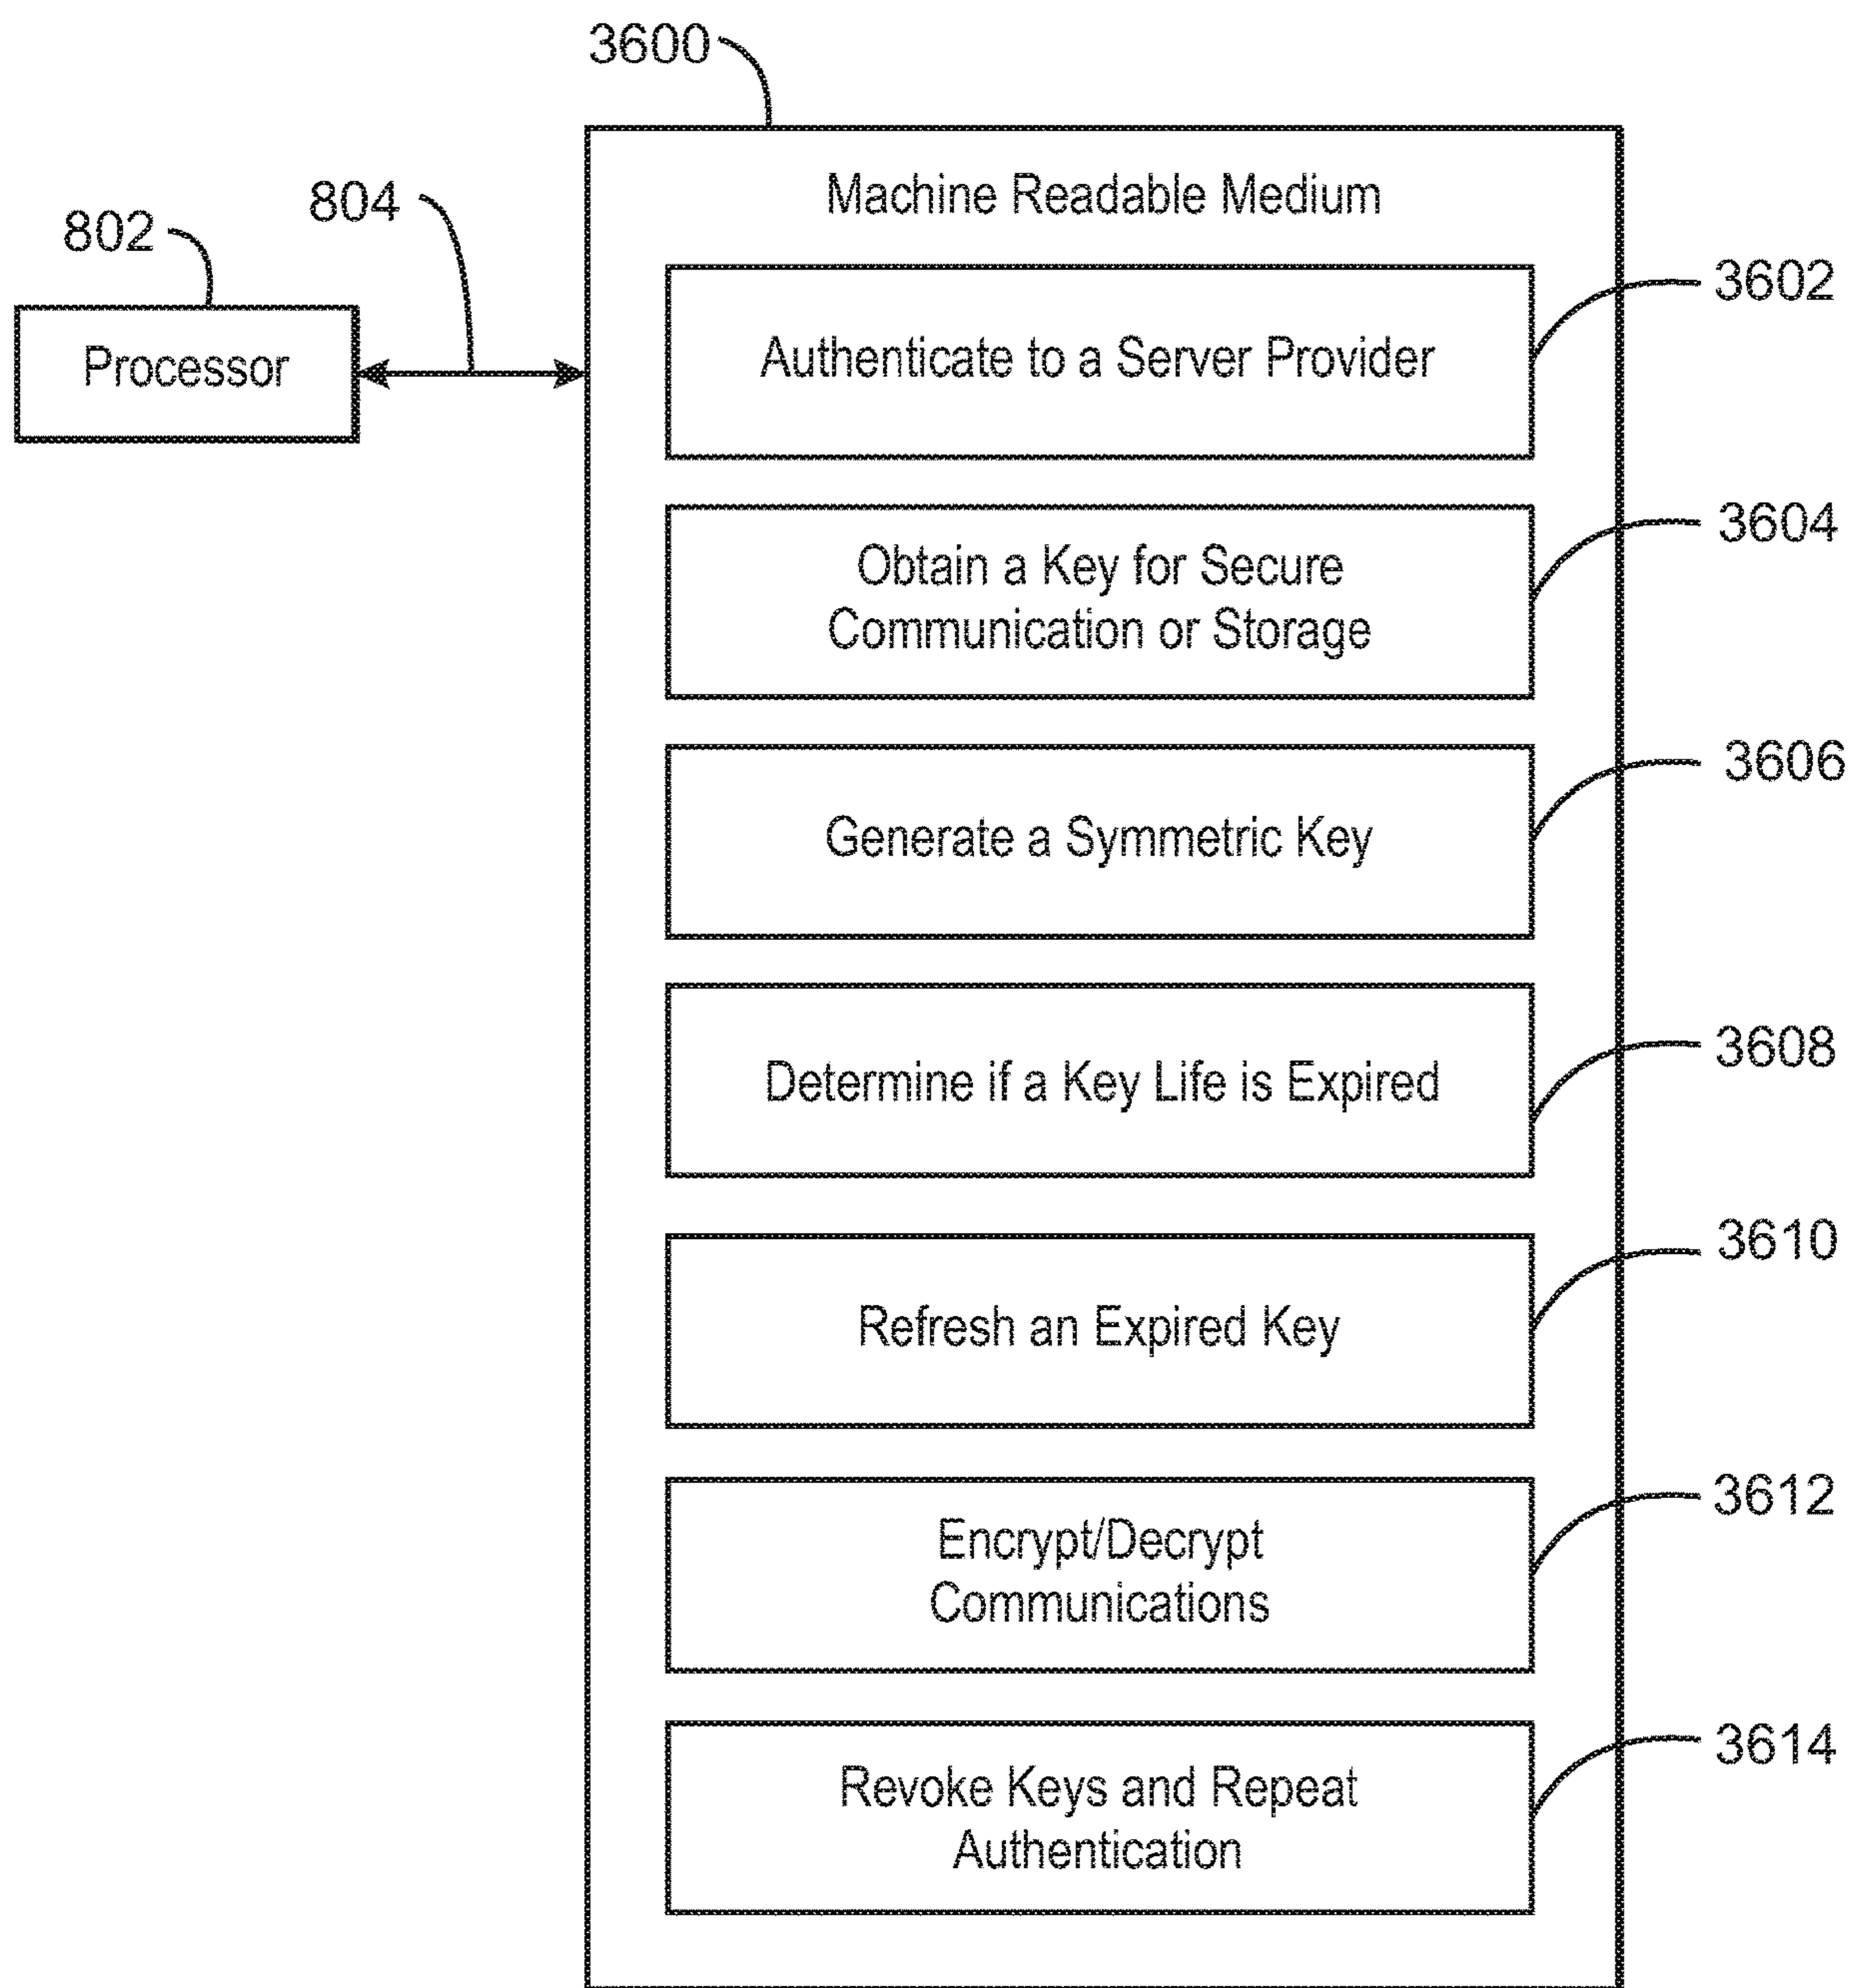 3600
Machine Readable Medium
804
802
Processor
3602
Authenticate to a Server Provider
3604
Obtain a Key for Secure
Communication or Storage
3606
Generate a Symmetric Key
3608
Determine if a Key Life is Expired
3610
Refresh an Expired Key
3612
Encrypt/Decrypt
Communications
3614
Revoke Keys and Repeat
Authentication